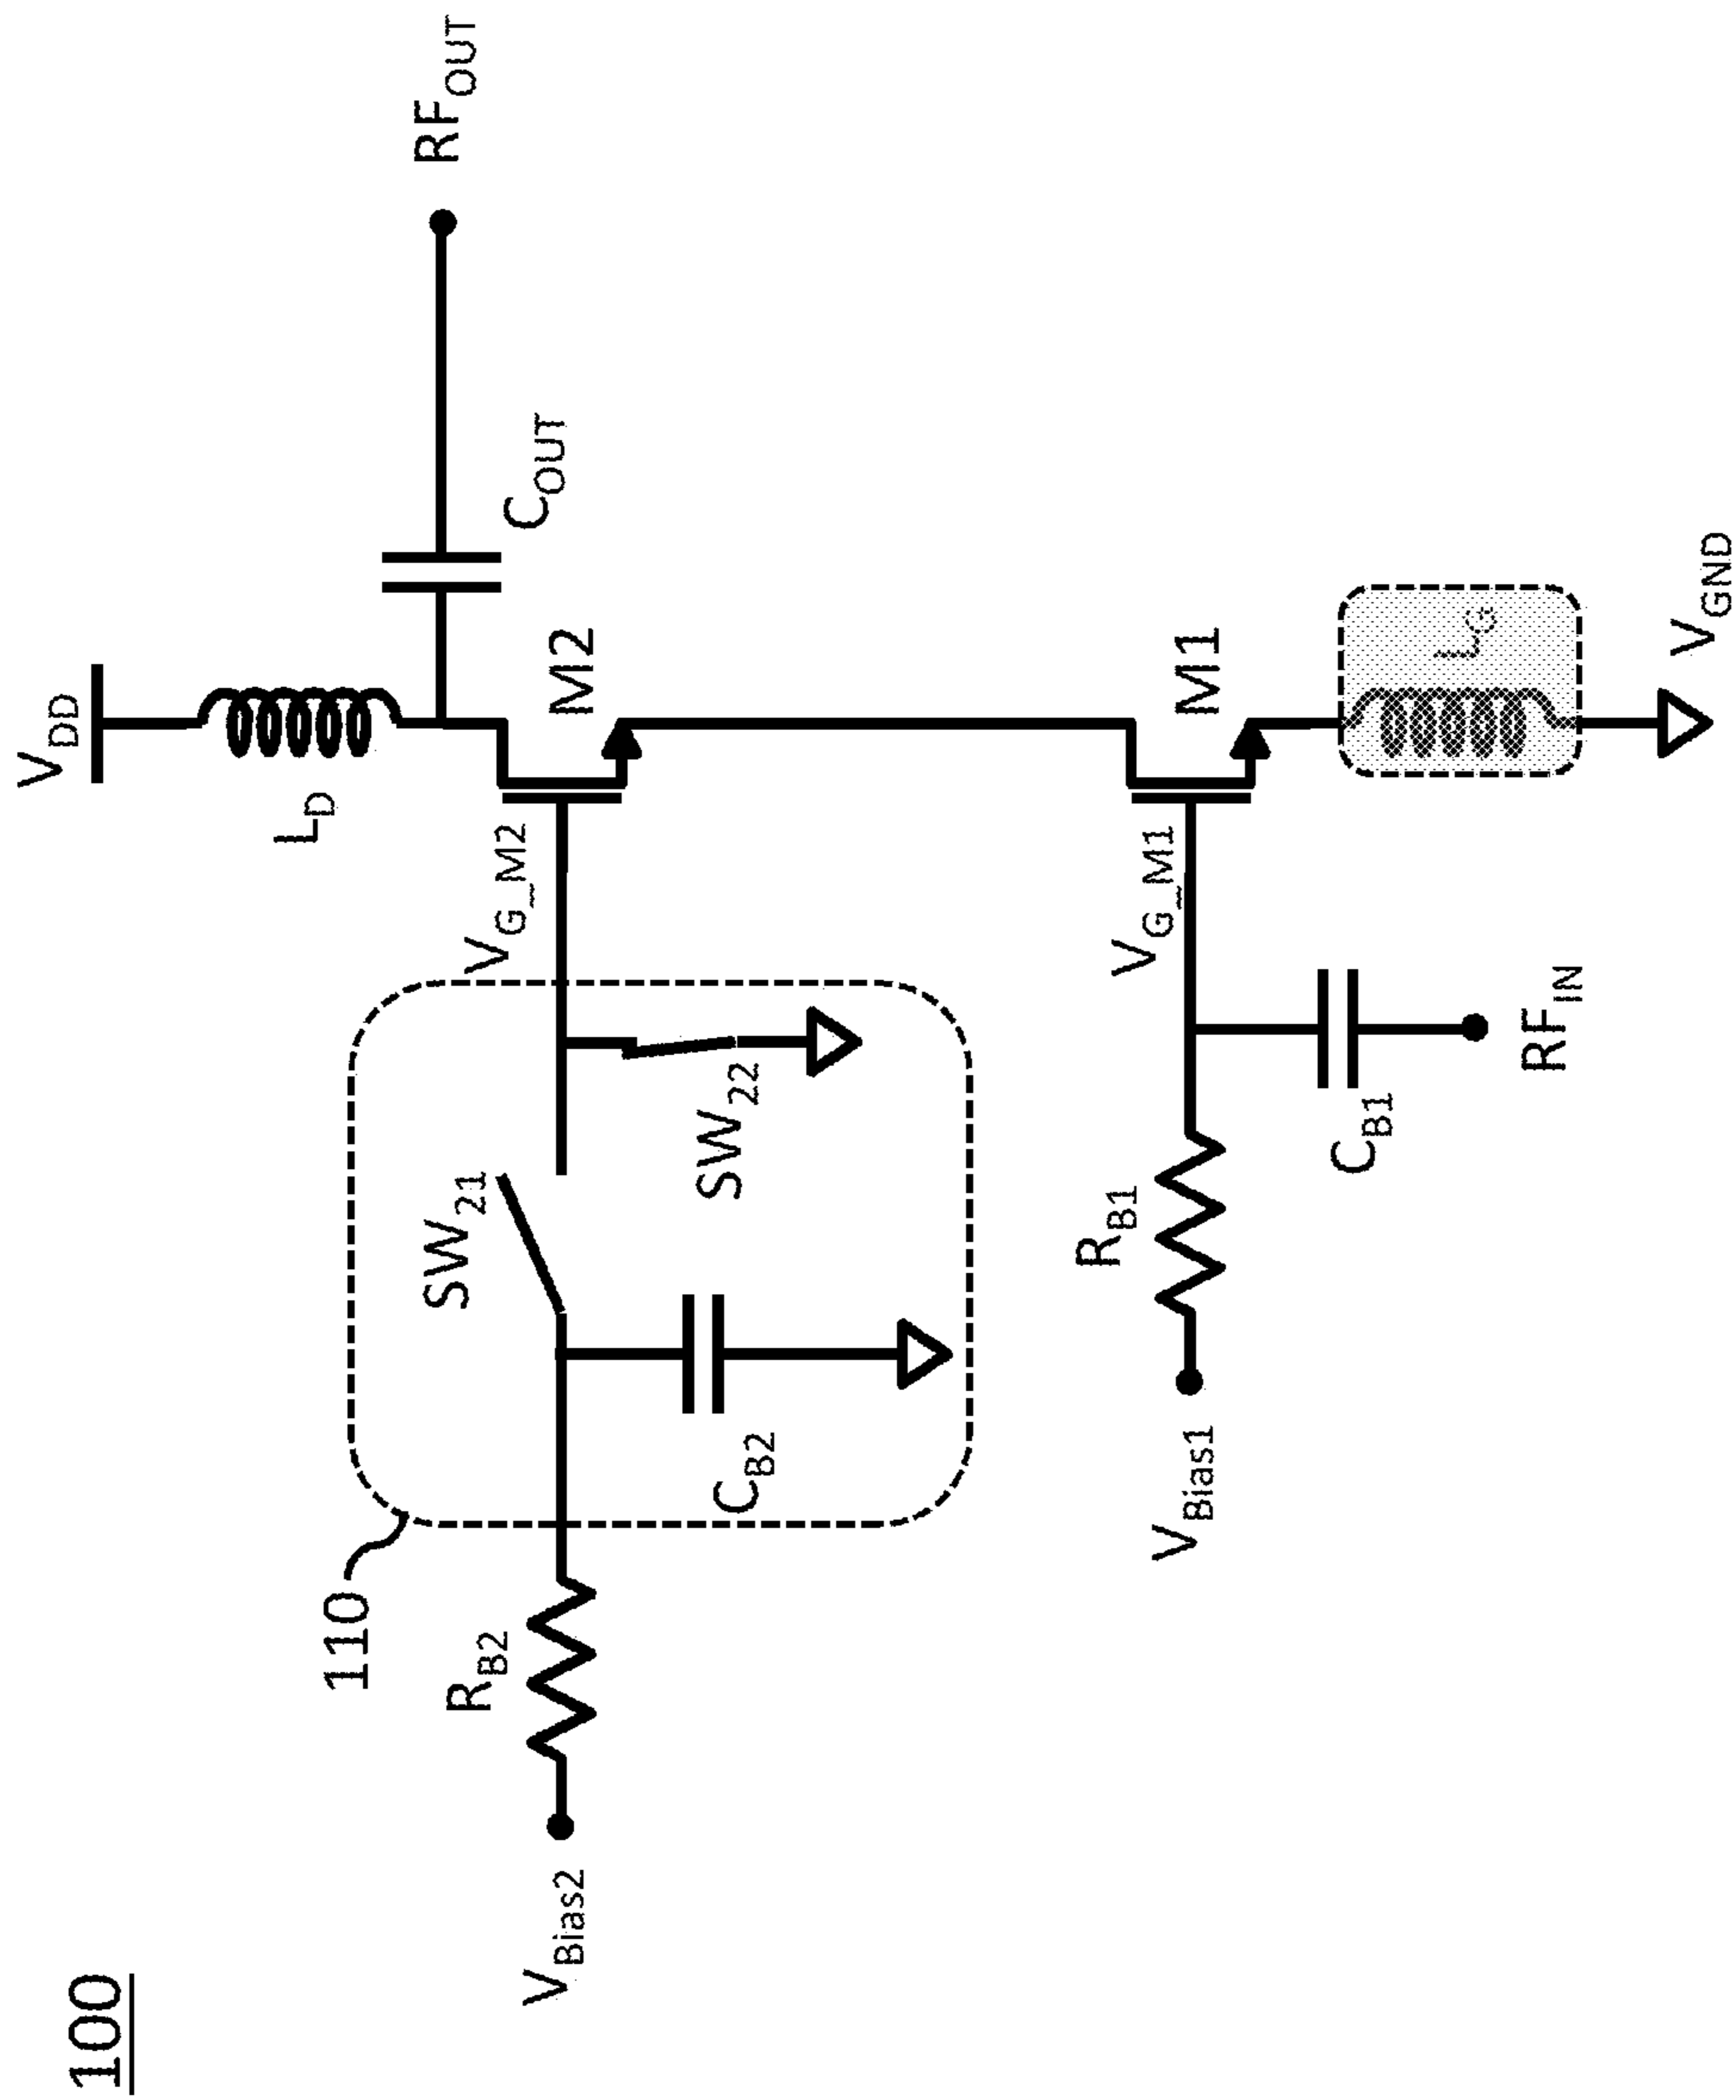 100
V_DD
L_D
RF_OUT
C_OUT
110
V_G_M2
M2
SW_21
R_B2
V_Bias2
SW_22
C_B2
V_G_M1
M1
R_B1
V_Bias1
C_B1
RF_IN
L_G
V_GND